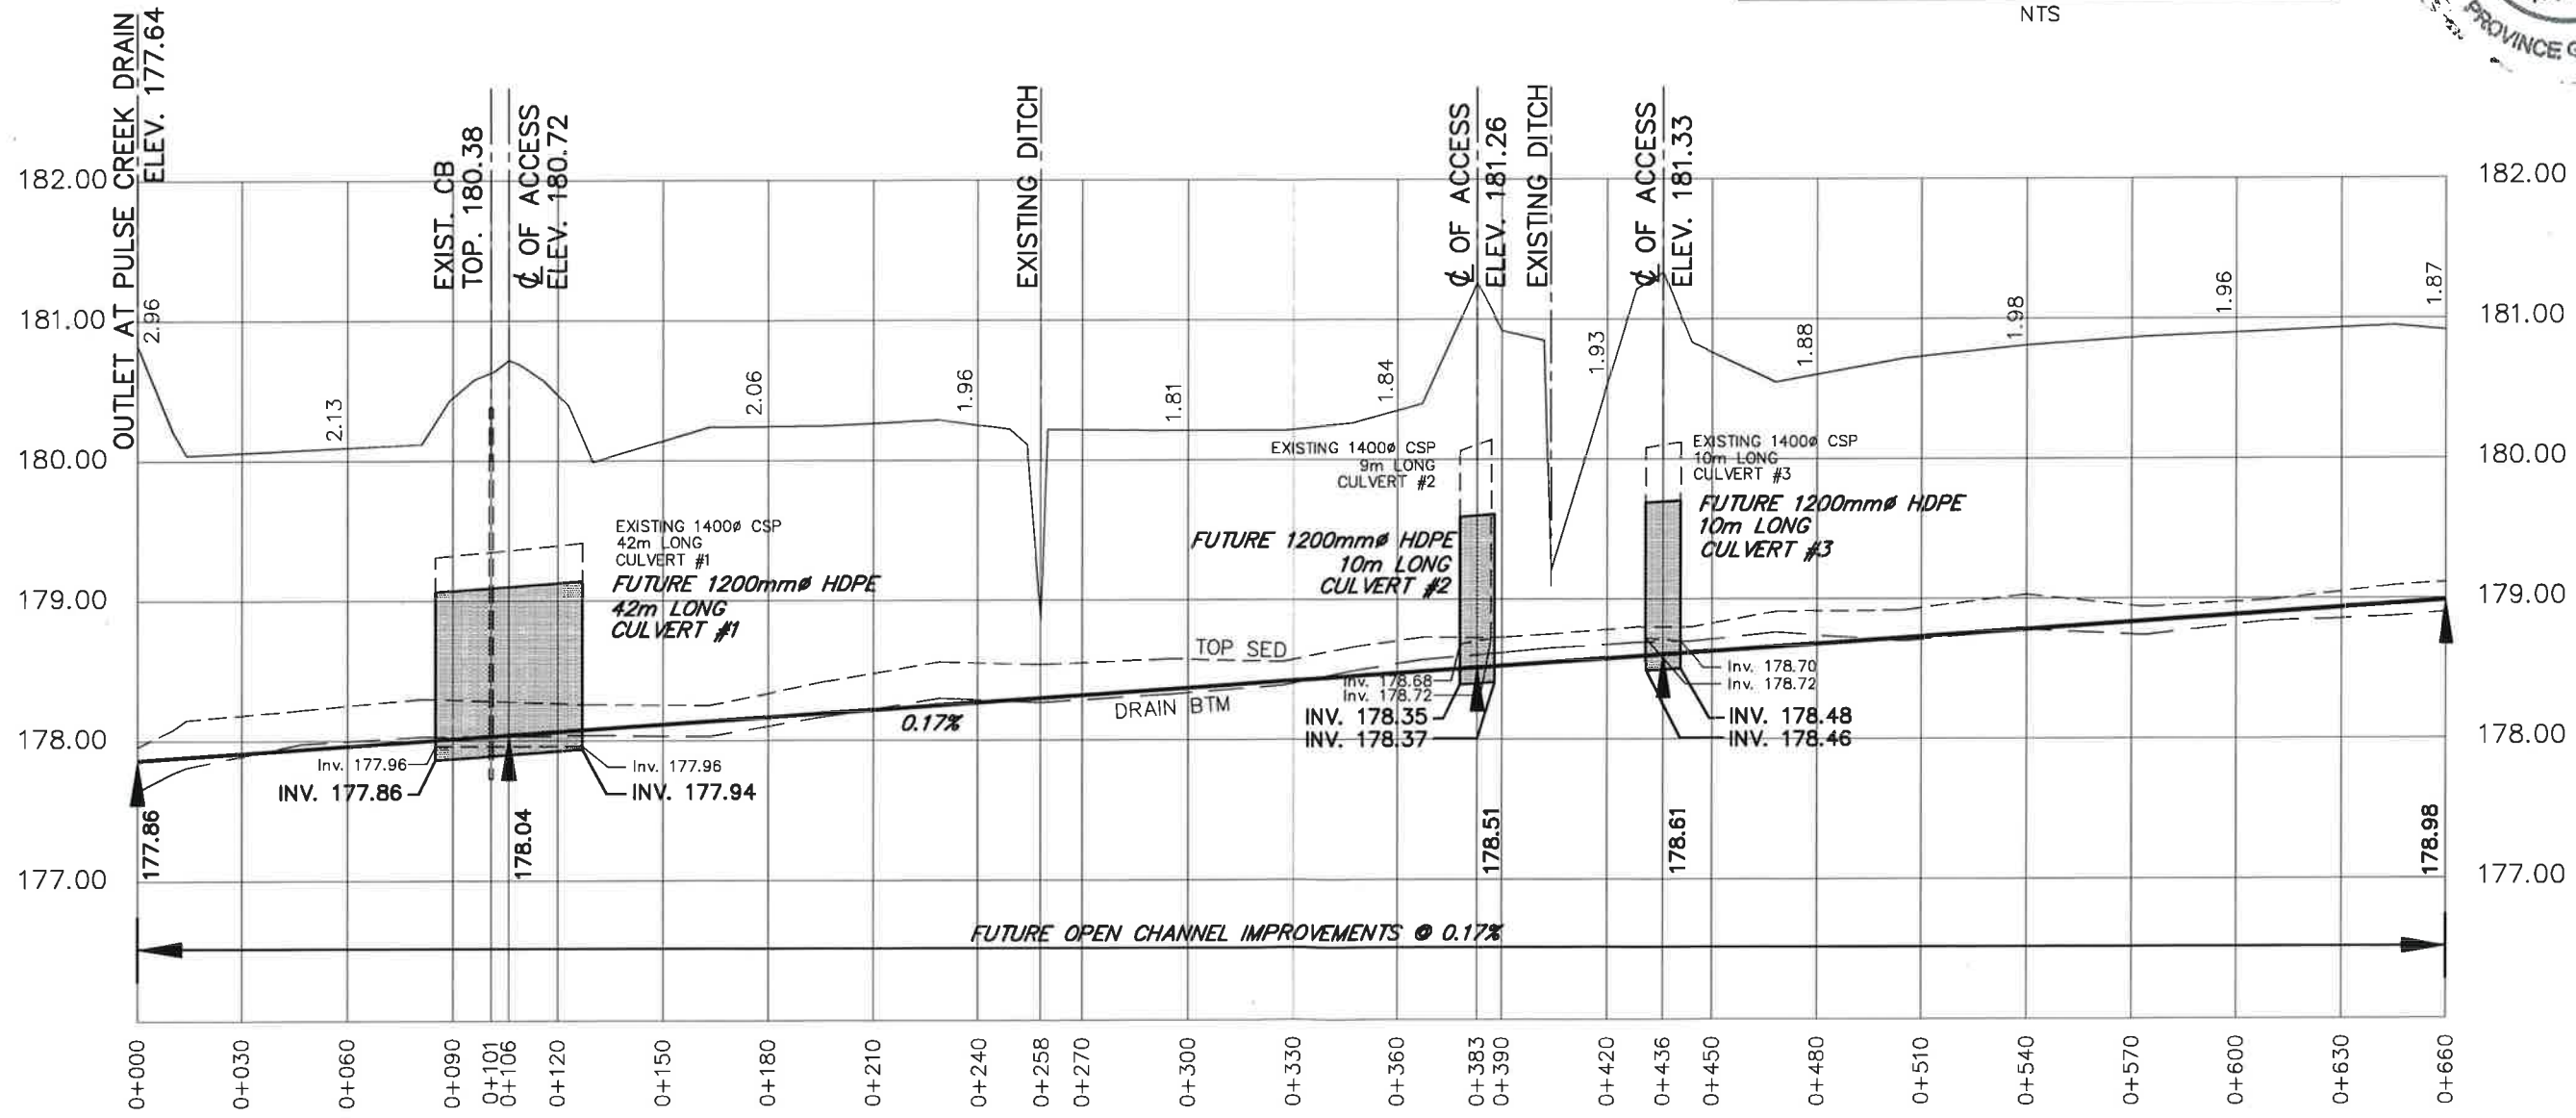 NTS
PROVINCE
OUTLET AT PULSE CREEK DRAIN
ELEV. 177.64
EXIST. CB
TOP. 180.38
℄ OF ACCESS
ELEV. 180.72
EXISTING DITCH
℄ OF ACCESS
ELEV. 181.26
EXISTING DITCH
℄ OF ACCESS
ELEV. 181.33
182.00
182.00
181.00
181.00
180.00
180.00
179.00
179.00
178.00
178.00
177.00
177.00
2.96
2.13
2.06
1.96
1.81
1.84
1.93
1.88
1.98
1.96
1.87
EXISTING 1400ø CSP
42m LONG
CULVERT #1
FUTURE 1200mmø HDPE
42m LONG
CULVERT #1
EXISTING 1400ø CSP
9m LONG
CULVERT #2
FUTURE 1200mmø HDPE
10m LONG
CULVERT #2
EXISTING 1400ø CSP
10m LONG
CULVERT #3
FUTURE 1200mmø HDPE
10m LONG
CULVERT #3
TOP SED
DRAIN BTM
0.17%
Inv. 177.96
INV. 177.86
Inv. 177.96
INV. 177.94
Inv. 178.68
Inv. 178.72
INV. 178.35
INV. 178.37
Inv. 178.70
Inv. 178.72
INV. 178.48
INV. 178.46
177.86
178.04
178.51
178.61
178.98
FUTURE OPEN CHANNEL IMPROVEMENTS @ 0.17%
0+000
0+030
0+060
0+090
0+101
0+106
0+120
0+150
0+180
0+210
0+240
0+258
0+270
0+300
0+330
0+360
0+383
0+390
0+420
0+436
0+450
0+480
0+510
0+540
0+570
0+600
0+630
0+660